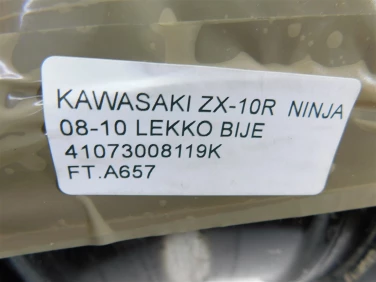 KAWASAKI ZX-10R NINJA
08-10 LEKKO BIJE
41073008119K
FT.A657